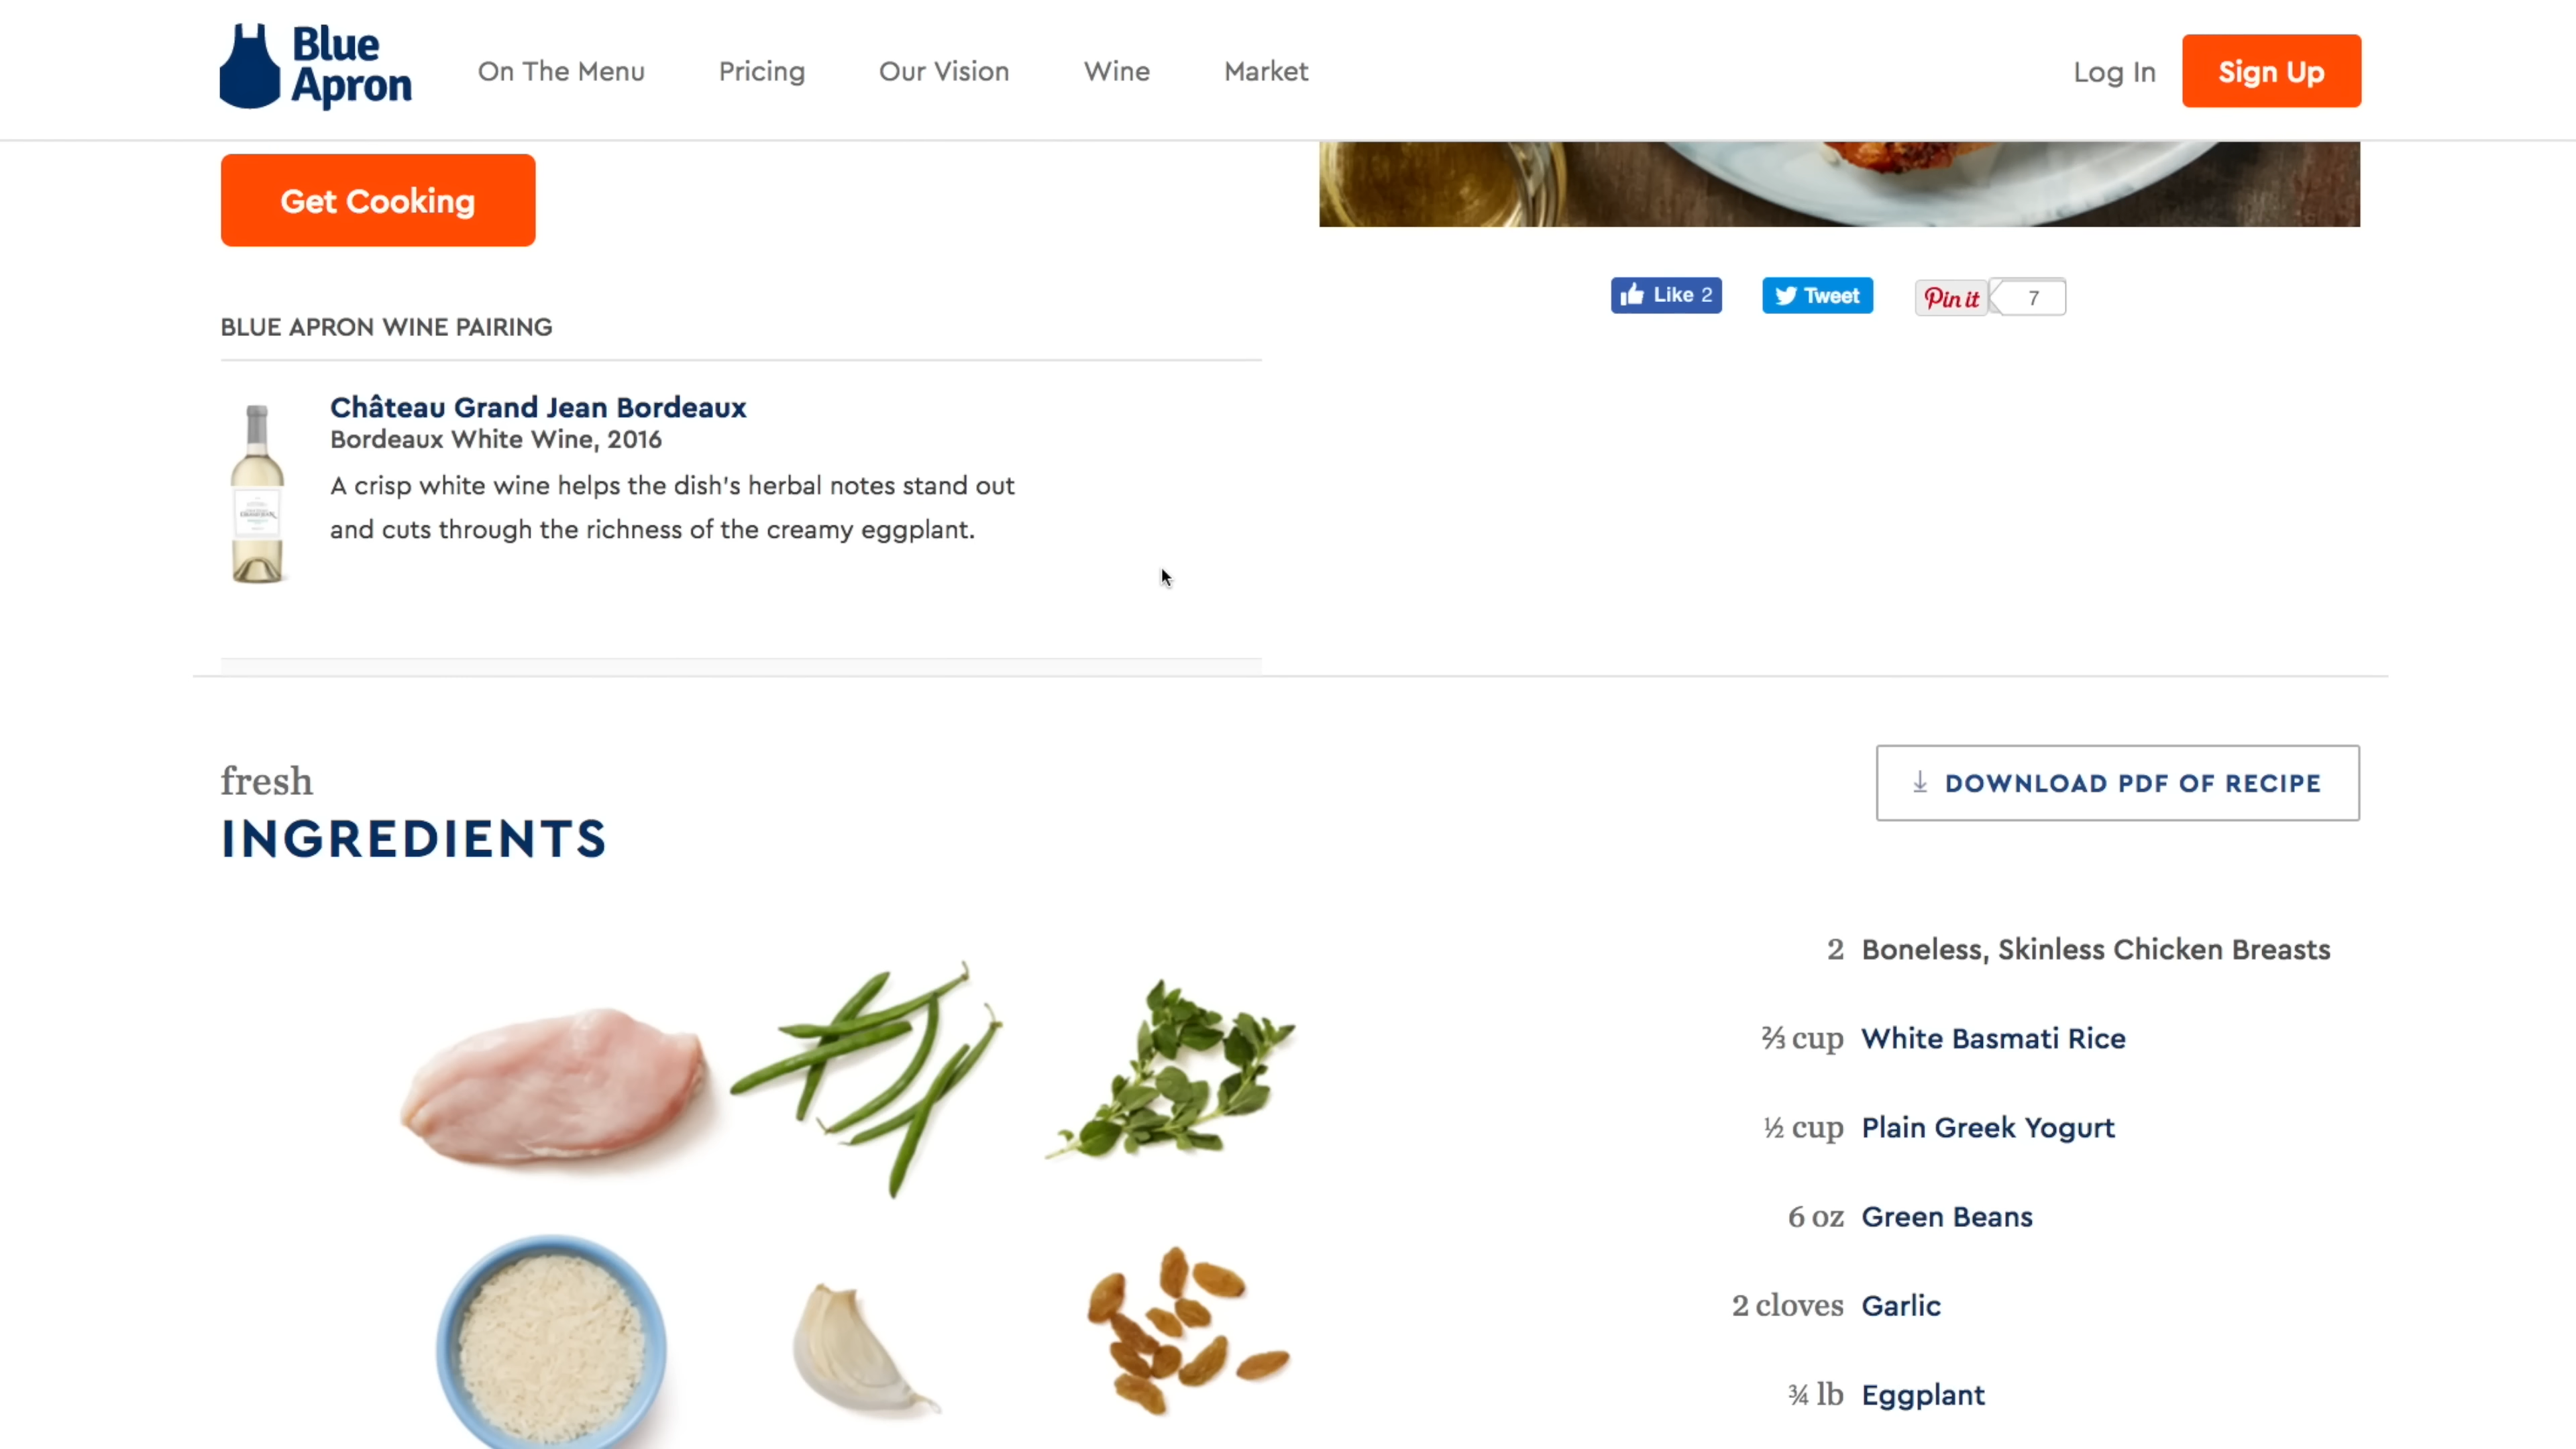 Blue
Apron
On The Menu
Pricing
Our Vision
Wine
Market
Log In
Sign Up
Get Cooking
Like 2
Tweet
Pin it
7
BLUE APRON WINE PAIRING
Château Grand Jean Bordeaux
Bordeaux White Wine, 2016
A crisp white wine helps the dish's herbal notes stand out
and cuts through the richness of the creamy eggplant.
fresh
INGREDIENTS
DOWNLOAD PDF OF RECIPE
2 Boneless, Skinless Chicken Breasts
⅔ cup White Basmati Rice
½ cup Plain Greek Yogurt
6 oz Green Beans
2 cloves Garlic
¾ lb Eggplant